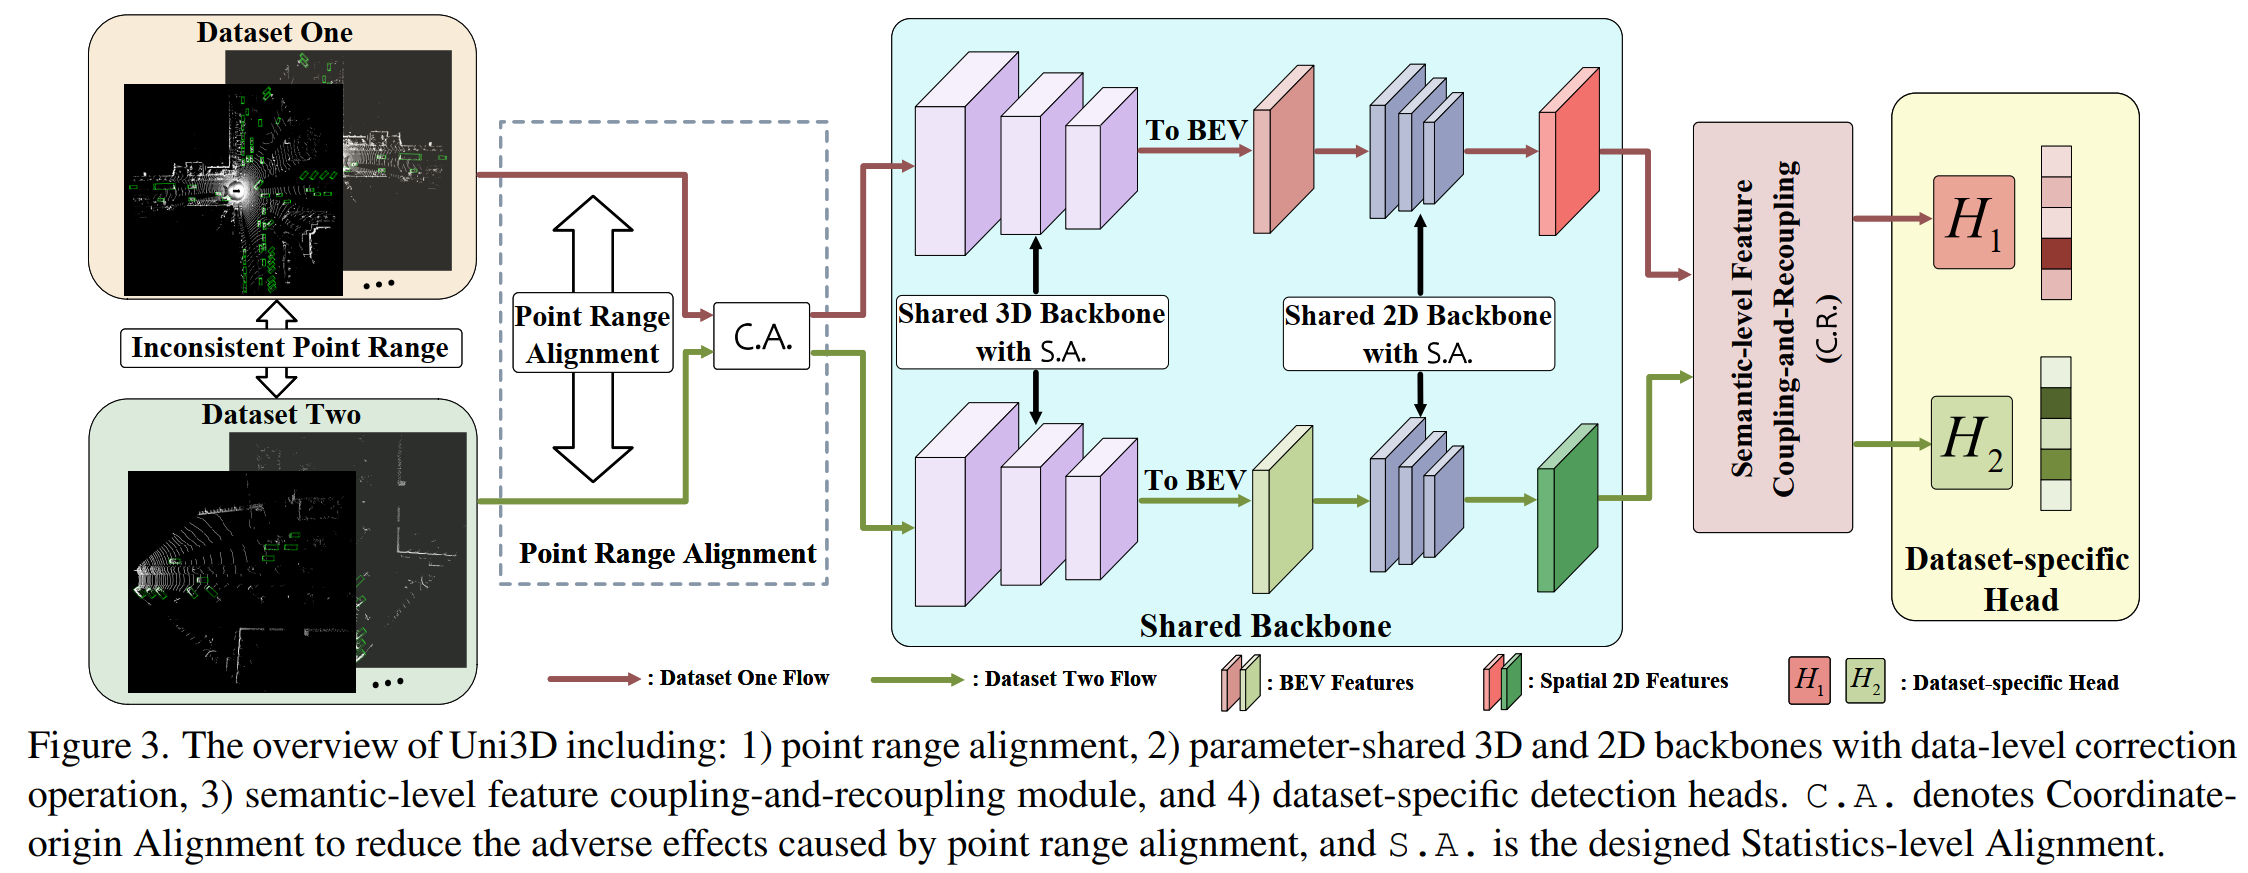 Dataset One
...
Inconsistent Point Range
Dataset Two
...
Point Range
Alignment
C.A.
Point Range Alignment
To BEV
Shared 3D Backbone
with S.A.
Shared 2D Backbone
with S.A.
To BEV
Shared Backbone
Semantic-level Feature
Coupling-and-Recoupling
(C.R.)
H1
H2
Dataset-specific
Head
: Dataset One Flow
: Dataset Two Flow
: BEV Features
: Spatial 2D Features
H1 H2 : Dataset-specific Head
Figure 3. The overview of Uni3D including: 1) point range alignment, 2) parameter-shared 3D and 2D backbones with data-level correction
operation, 3) semantic-level feature coupling-and-recoupling module, and 4) dataset-specific detection heads. C.A. denotes Coordinate-
origin Alignment to reduce the adverse effects caused by point range alignment, and S.A. is the designed Statistics-level Alignment.